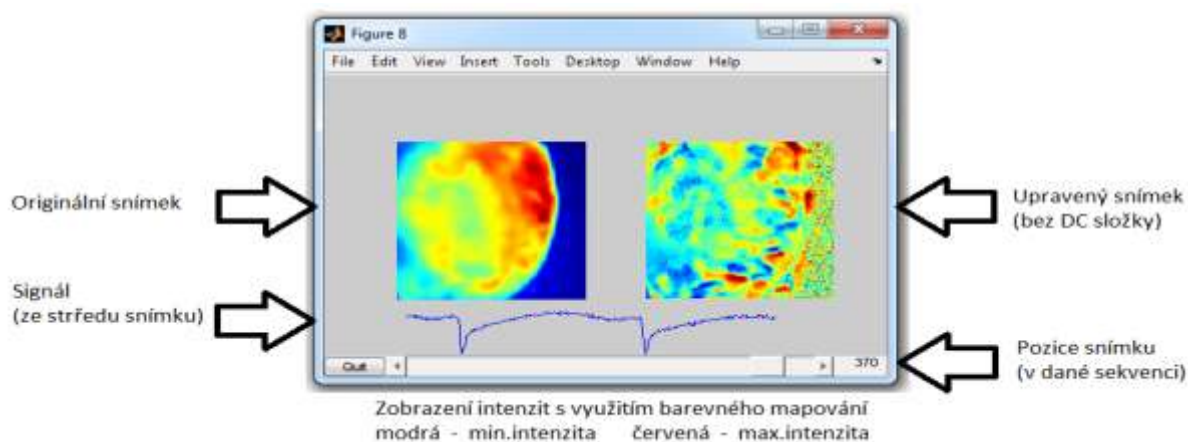 Figure 8
File Edit View Insert Tools Desktop Window Help
Originální snímek
Upravený snímek
(bez DC složky)
Signál
(ze strředu snímku)
Quit
370
Pozice snímku
(v dané sekvenci)
Zobrazení intenzit s využitím barevného mapování
modrá - min.intenzita červená - max.intenzita